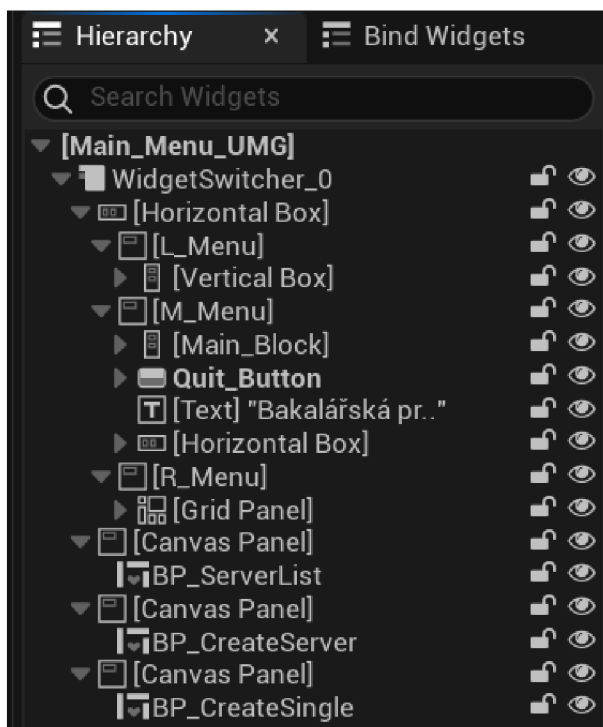 Hierarchy × Bind Widgets
Search Widgets
[Main_Menu_UMG]
WidgetSwitcher_0
[Horizontal Box]
[L_Menu]
[Vertical Box]
[M_Menu]
[Main_Block]
Quit_Button
[Text] "Bakalářská pr.."
[Horizontal Box]
[R_Menu]
[Grid Panel]
[Canvas Panel]
BP_ServerList
[Canvas Panel]
BP_CreateServer
[Canvas Panel]
BP_CreateSingle